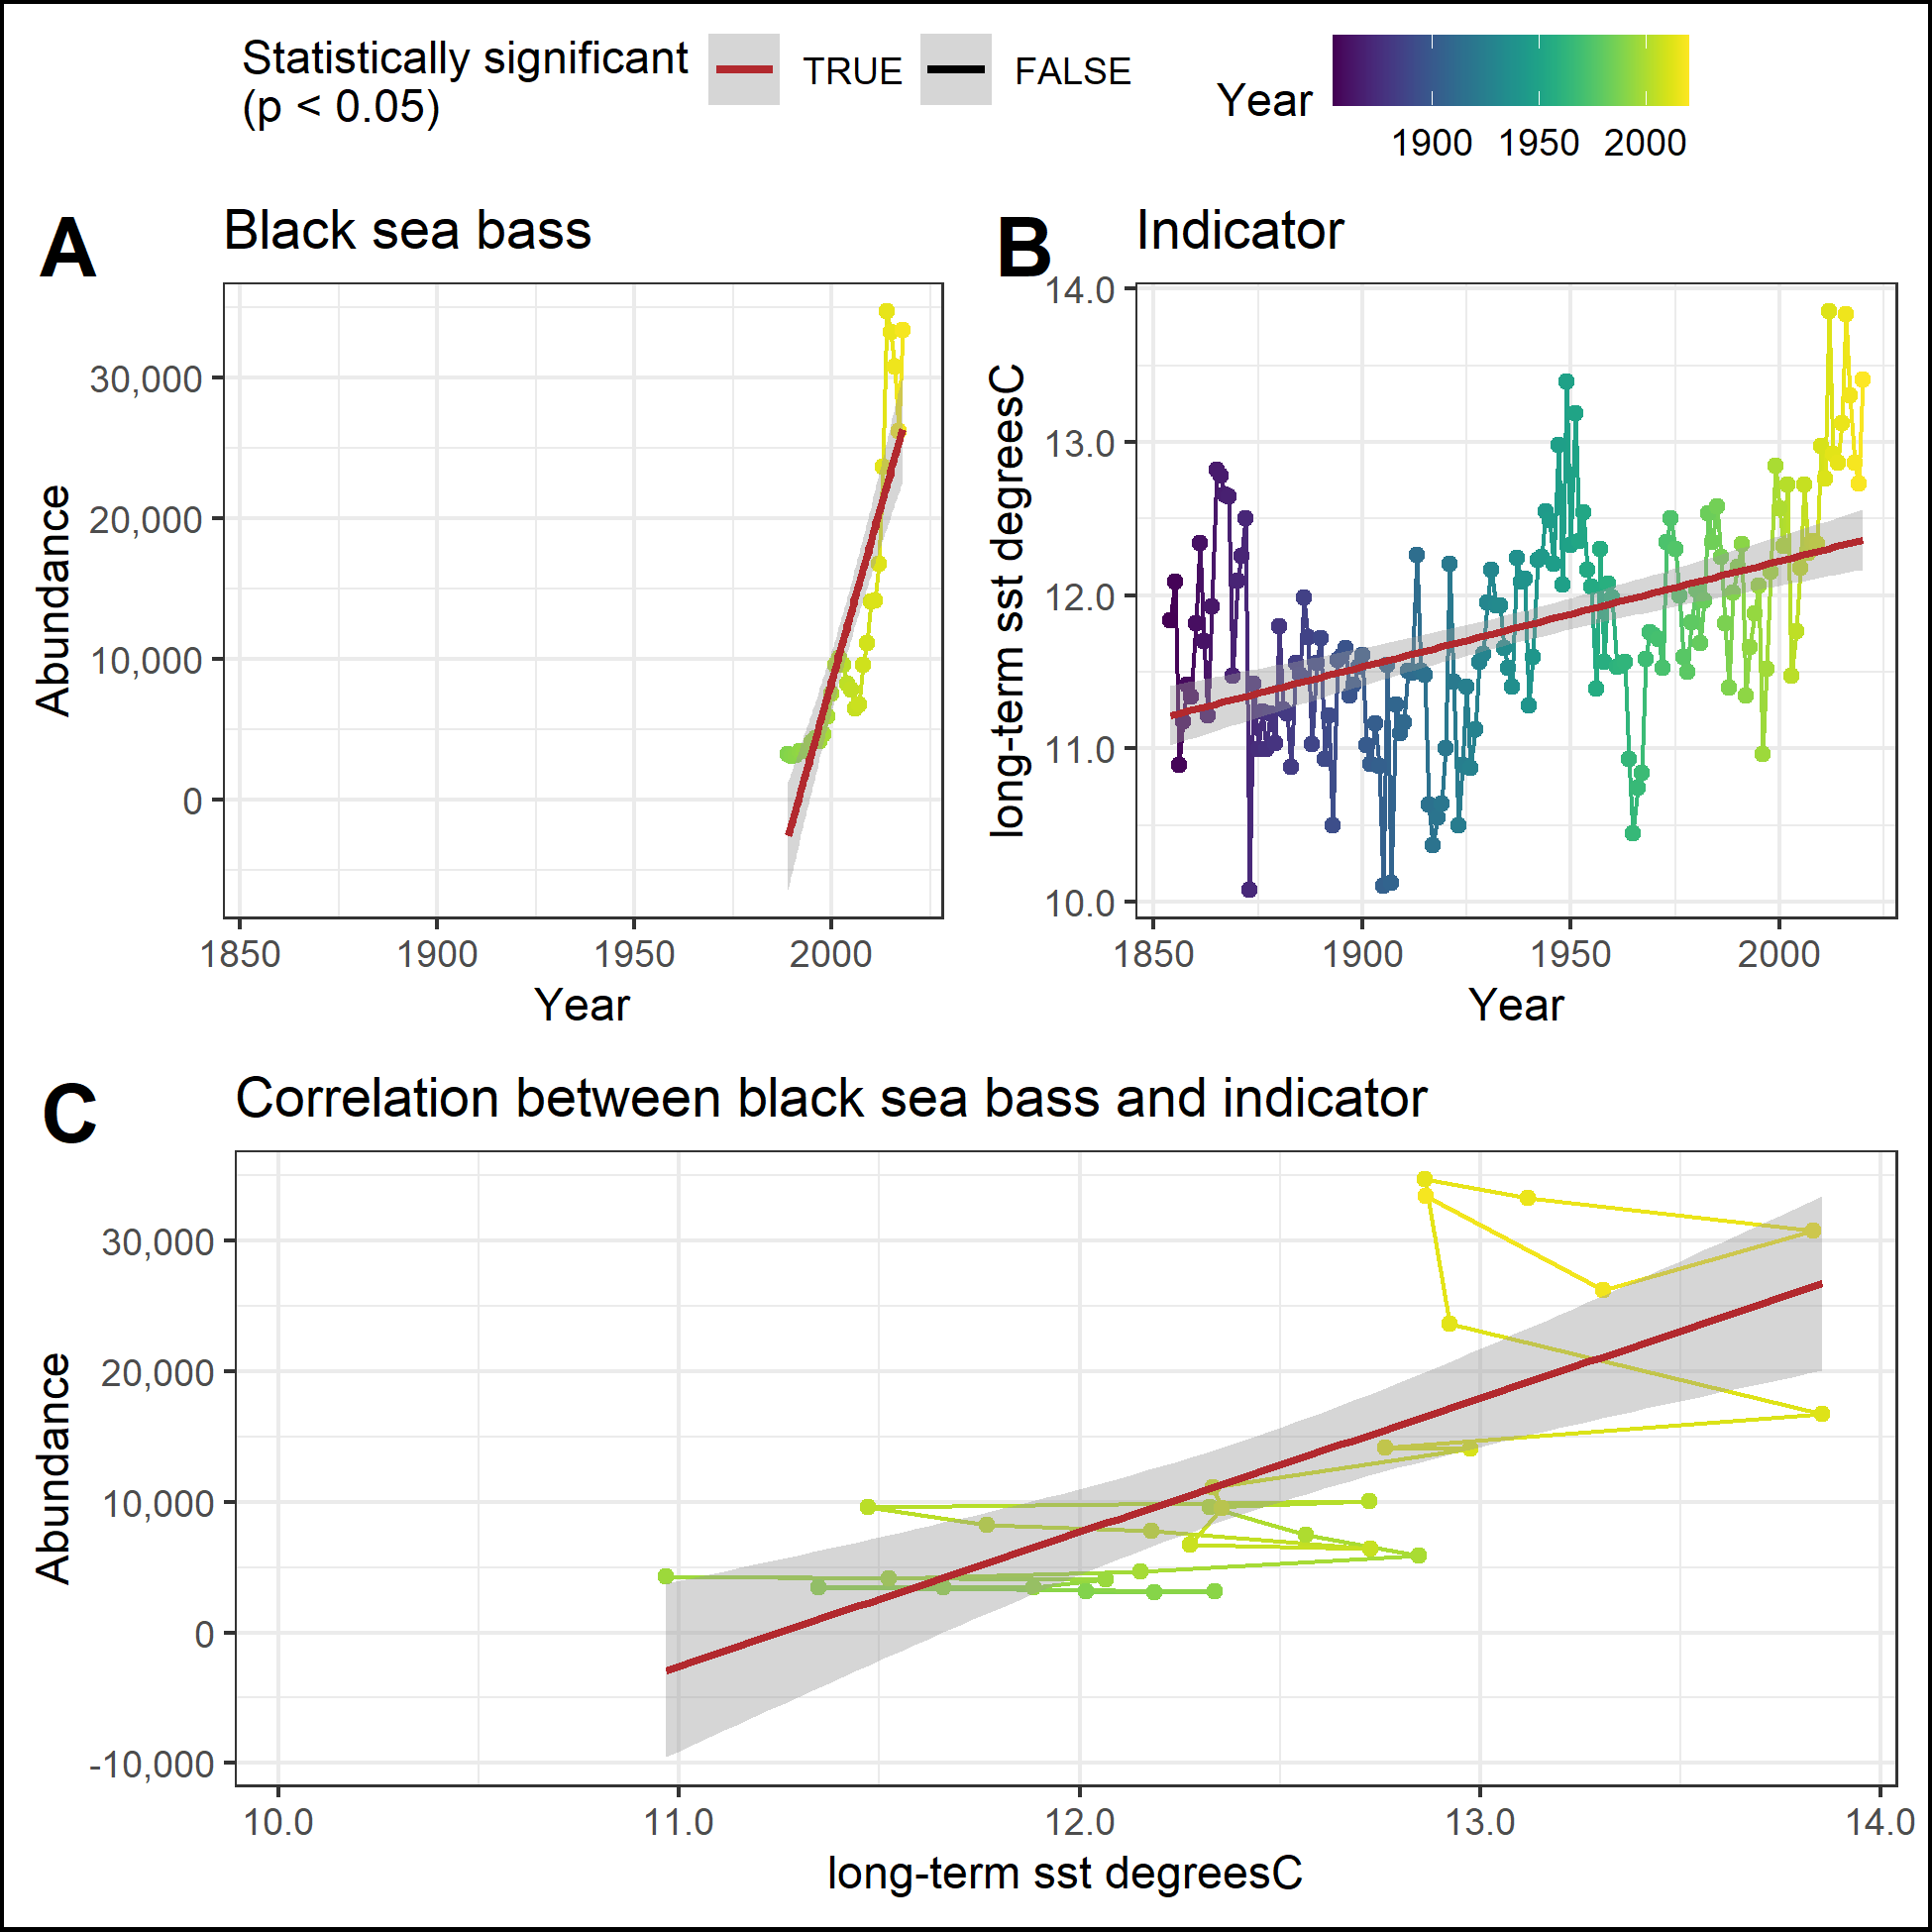 Statistically significant
(p < 0.05)
TRUE
FALSE
Year
1900 1950 2000
A
Black sea bass
Abundance
30,000
20,000
10,000
0
1850 1900 1950 2000
Year
B
Indicator
long-term sst degreesC
14.0
13.0
12.0
11.0
10.0
1850 1900 1950 2000
Year
C
Correlation between black sea bass and indicator
Abundance
30,000
20,000
10,000
0
-10,000
10.0 11.0 12.0 13.0 14.0
long-term sst degreesC